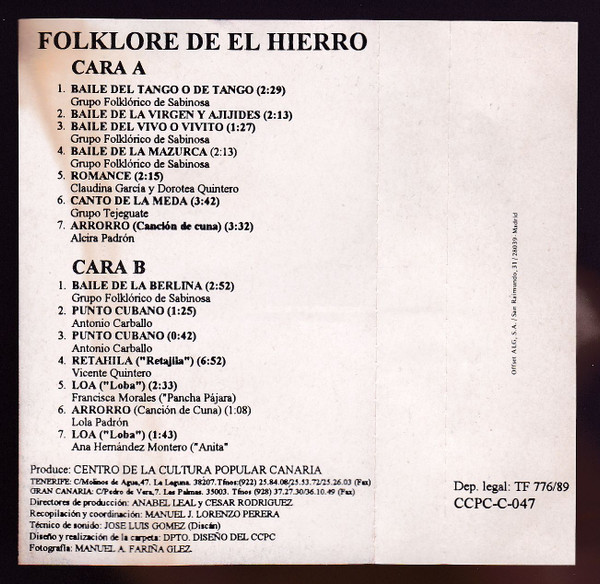 FOLKLORE DE EL HIERRO
CARA A
1. BAILE DEL TANGO O DE TANGO (2:29)
Grupo Folklórico de Sabinosa
2. BAILE DE LA VIRGEN Y AJIJIDES (2:13)
3. BAILE DEL VIVO O VIVITO (1:27)
Grupo Folklórico de Sabinosa
4. BAILE DE LA MAZURCA (2:13)
Grupo Folklórico de Sabinosa
5. ROMANCE (2:15)
Claudina García y Dorotea Quintero
6. CANTO DE LA MEDA (3:42)
Grupo Tejeguate
7. ARRORRO (Canción de cuna) (3:32)
Alcira Padrón
CARA B
1. BAILE DE LA BERLINA (2:52)
Grupo Folklórico de Sabinosa
2. PUNTO CUBANO (1:25)
Antonio Carballo
3. PUNTO CUBANO (0:42)
Antonio Carballo
4. RETAHILA ("Retajila") (6:52)
Vicente Quintero
5. LOA ("Loba") (2:33)
Francisca Morales ("Pancha Pájara)
6. ARRORRO (Canción de Cuna) (1:08)
Lola Padrón
7. LOA ("Loba") (1:43)
Ana Hernández Montero ("Anita"
Produce: CENTRO DE LA CULTURA POPULAR CANARIA
TENERIFE: C/Molinos de Agua,47. La Laguna. 38207.Tfnos:(922) 25.84.08/25.53.72/25.26.03 (Fax)
GRAN CANARIA: C/Pedro de Vera,7. Las Palmas. 35003. Tfnos (928) 37.27.30/36.10.49 (Fax)
Directores de producción: ANABEL LEAL y CESAR RODRIGUEZ
Recopilación y coordinación: MANUEL J. LORENZO PERERA
Técnico de sonido: JOSE LUIS GOMEZ (Discán)
Diseño y realización de la carpeta: DPTO. DISEÑO DEL CCPC
Fotografía: MANUEL A. FARIÑA GLEZ.
Dep. legal: TF 776/89
CCPC-C-047
Offset ALG, S.A. / San Raimundo, 31 / 28039-Madrid